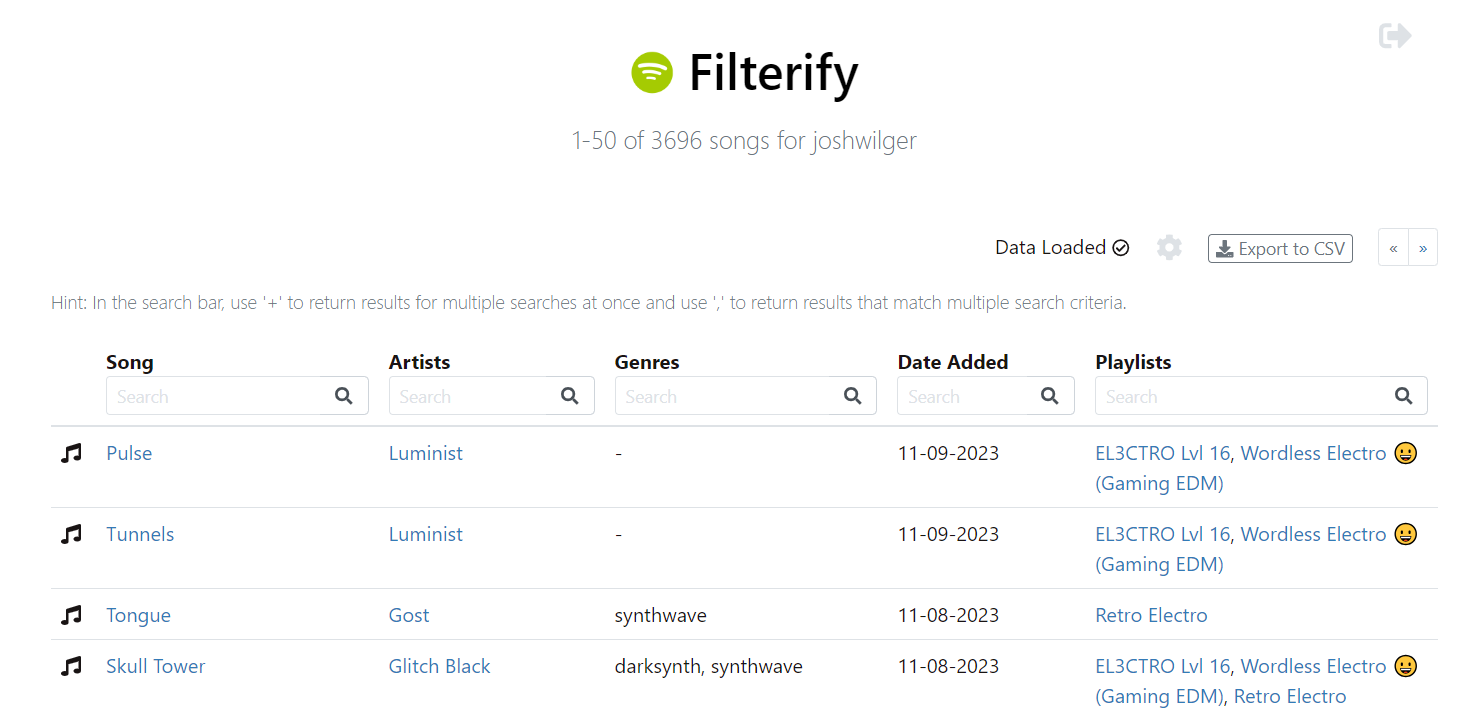 Filterify
1-50 of 3696 songs for joshwilger
Data Loaded Export to CSV « »
Hint: In the search bar, use '+' to return results for multiple searches at once and use ',' to return results that match multiple search criteria.
Song Artists Genres Date Added Playlists
Search Search Search Search Search
Pulse Luminist - 11-09-2023 EL3CTRO Lvl 16, Wordless Electro 😀
(Gaming EDM)
Tunnels Luminist - 11-09-2023 EL3CTRO Lvl 16, Wordless Electro 😀
(Gaming EDM)
Tongue Gost synthwave 11-08-2023 Retro Electro
Skull Tower Glitch Black darksynth, synthwave 11-08-2023 EL3CTRO Lvl 16, Wordless Electro 😀
(Gaming EDM), Retro Electro